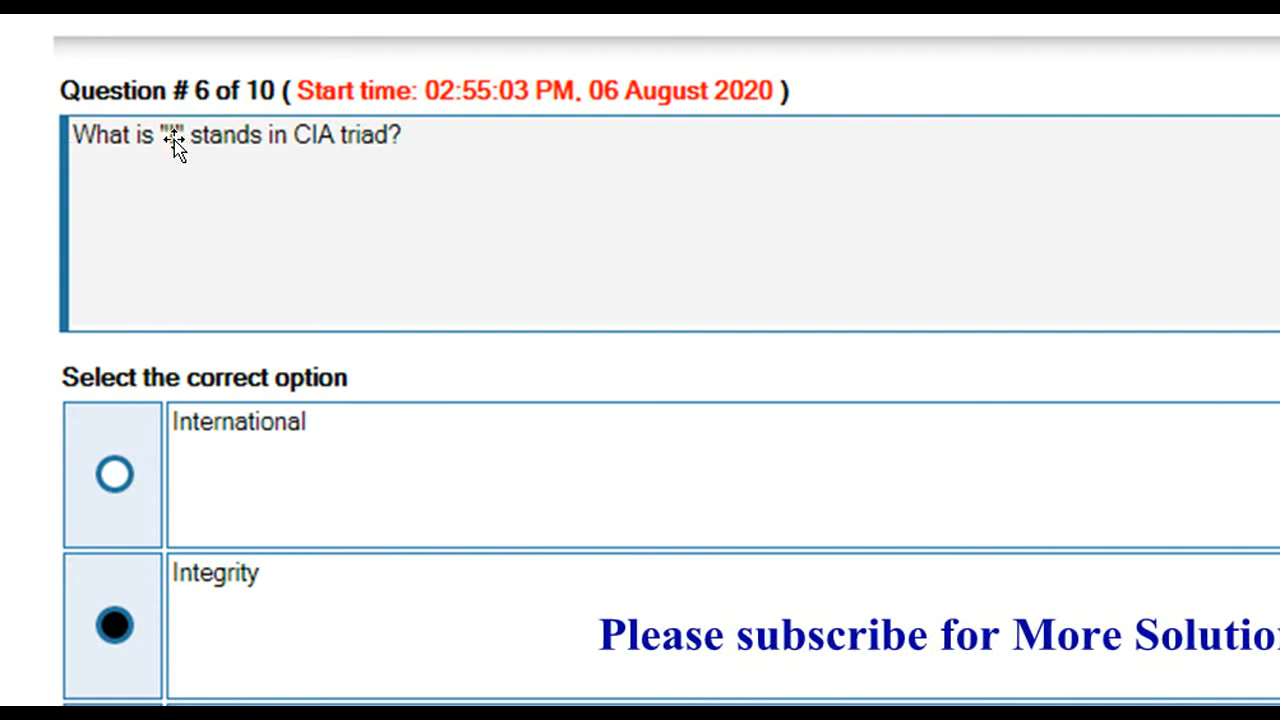 Question # 6 of 10 ( Start time: 02:55:03 PM, 06 August 2020 )
What is "" stands in CIA triad?
Select the correct option
International
Integrity
Please subscribe for More Solutio